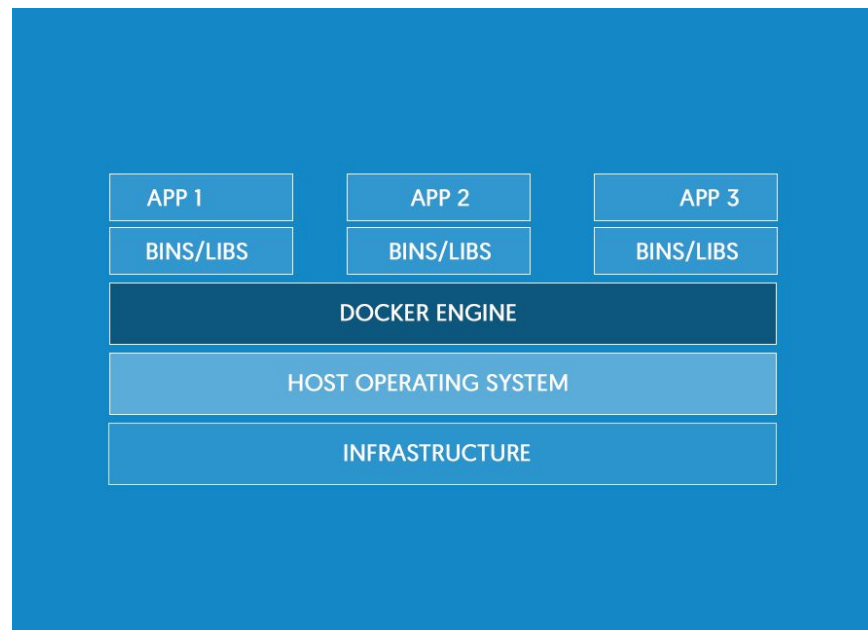 APP 1
APP 2
APP 3
BINS/LIBS
BINS/LIBS
BINS/LIBS
DOCKER ENGINE
HOST OPERATING SYSTEM
INFRASTRUCTURE